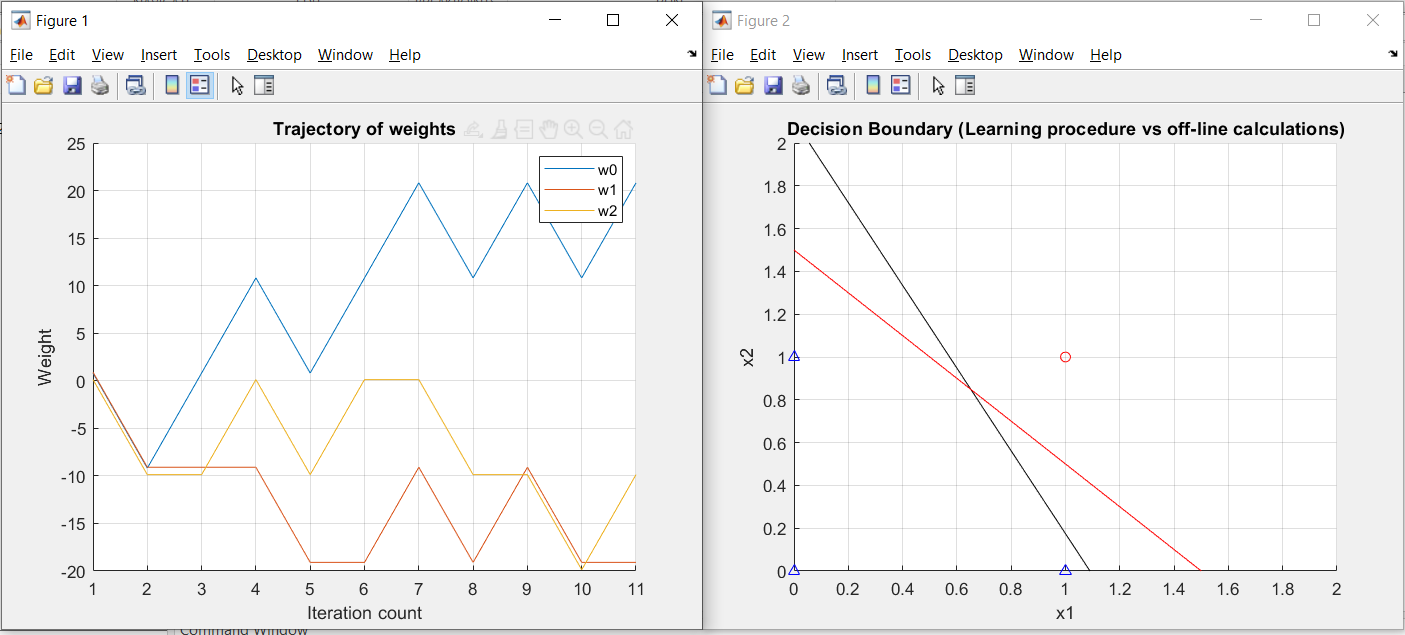 Figure 1
File Edit View Insert Tools Desktop Window Help
Trajectory of weights
25
20
15
10
5
0
-5
-10
-15
-20
Weight
w0
w1
w2
1 2 3 4 5 6 7 8 9 10 11
Iteration count
Command Window
Figure 2
File Edit View Insert Tools Desktop Window Help
Decision Boundary (Learning procedure vs off-line calculations)
2
1.8
1.6
1.4
1.2
1
0.8
0.6
0.4
0.2
0
x2
0 0.2 0.4 0.6 0.8 1 1.2 1.4 1.6 1.8 2
x1